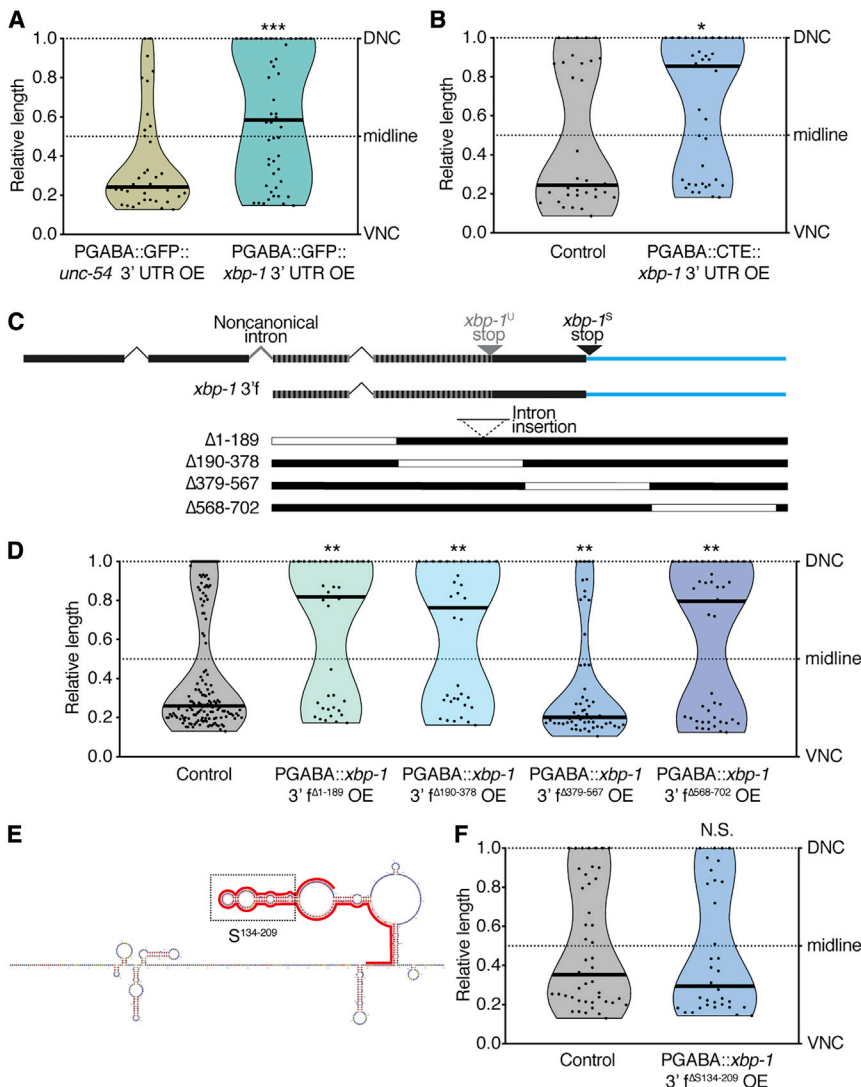 A
***
Relative length
1.0
0.8
0.6
0.4
0.2
0.0
DNC
midline
VNC
PGABA::GFP::
unc-54 3' UTR OE
PGABA::GFP::
xbp-1 3' UTR OE
B
*
Relative length
1.0
0.8
0.6
0.4
0.2
0.0
DNC
midline
VNC
Control
PGABA::CTE::
xbp-1 3' UTR OE
C
Noncanonical
intron
xbp-1ᵁ
stop
xbp-1ˢ
stop
xbp-1 3'f
Intron
insertion
Δ1-189
Δ190-378
Δ379-567
Δ568-702
D
**
**
**
**
Relative length
1.0
0.8
0.6
0.4
0.2
0.0
DNC
midline
VNC
Control
PGABA::xbp-1
3' f^Δ1-189 OE
PGABA::xbp-1
3' f^Δ190-378 OE
PGABA::xbp-1
3' f^Δ379-567 OE
PGABA::xbp-1
3' f^Δ568-702 OE
E
S^134-209
F
N.S.
Relative length
1.0
0.8
0.6
0.4
0.2
0.0
DNC
midline
VNC
Control
PGABA::xbp-1
3' f^ΔS134-209 OE